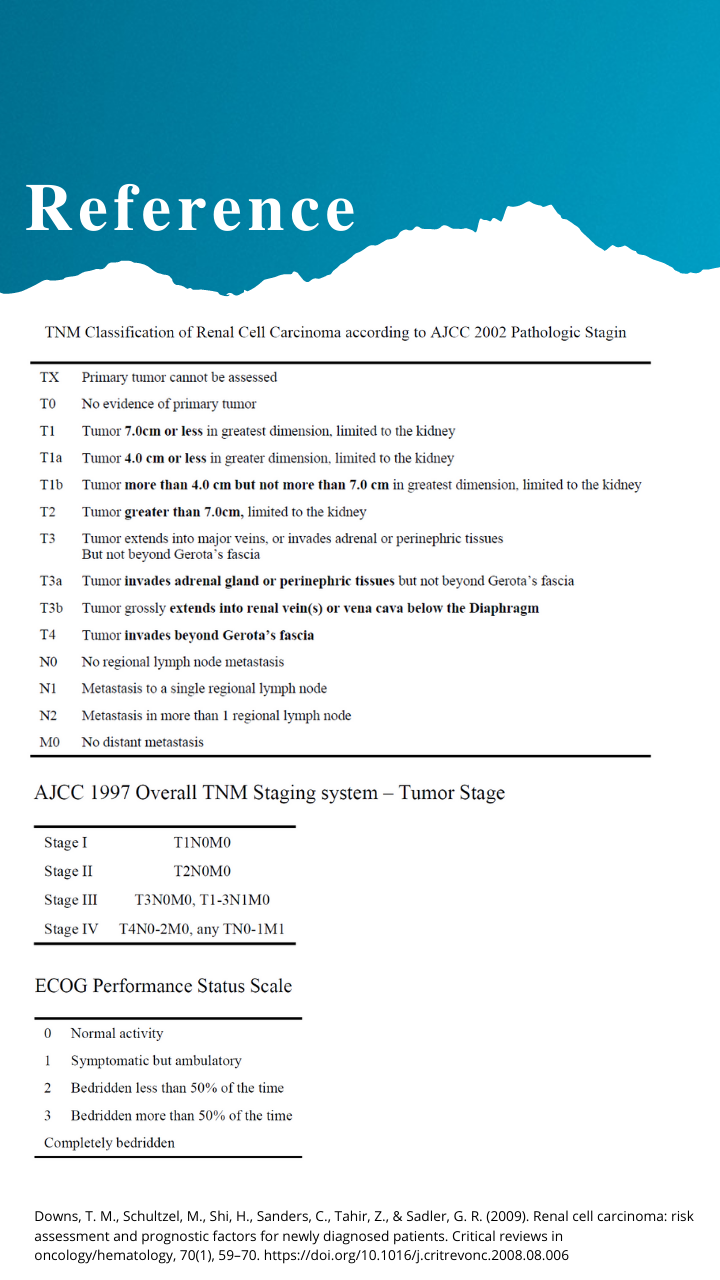 Reference
TNM Classification of Renal Cell Carcinoma according to AJCC 2002 Pathologic Stagin
TX Primary tumor cannot be assessed
T0 No evidence of primary tumor
T1 Tumor 7.0cm or less in greatest dimension, limited to the kidney
T1a Tumor 4.0 cm or less in greater dimension, limited to the kidney
T1b Tumor more than 4.0 cm but not more than 7.0 cm in greatest dimension, limited to the kidney
T2 Tumor greater than 7.0cm, limited to the kidney
T3 Tumor extends into major veins, or invades adrenal or perinephric tissues
But not beyond Gerota’s fascia
T3a Tumor invades adrenal gland or perinephric tissues but not beyond Gerota’s fascia
T3b Tumor grossly extends into renal vein(s) or vena cava below the Diaphragm
T4 Tumor invades beyond Gerota’s fascia
N0 No regional lymph node metastasis
N1 Metastasis to a single regional lymph node
N2 Metastasis in more than 1 regional lymph node
M0 No distant metastasis
AJCC 1997 Overall TNM Staging system – Tumor Stage
Stage I T1N0M0
Stage II T2N0M0
Stage III T3N0M0, T1-3N1M0
Stage IV T4N0-2M0, any TN0-1M1
ECOG Performance Status Scale
0 Normal activity
1 Symptomatic but ambulatory
2 Bedridden less than 50% of the time
3 Bedridden more than 50% of the time
Completely bedridden
Downs, T. M., Schultzel, M., Shi, H., Sanders, C., Tahir, Z., & Sadler, G. R. (2009). Renal cell carcinoma: risk
assessment and prognostic factors for newly diagnosed patients. Critical reviews in
oncology/hematology, 70(1), 59–70. https://doi.org/10.1016/j.critrevonc.2008.08.006